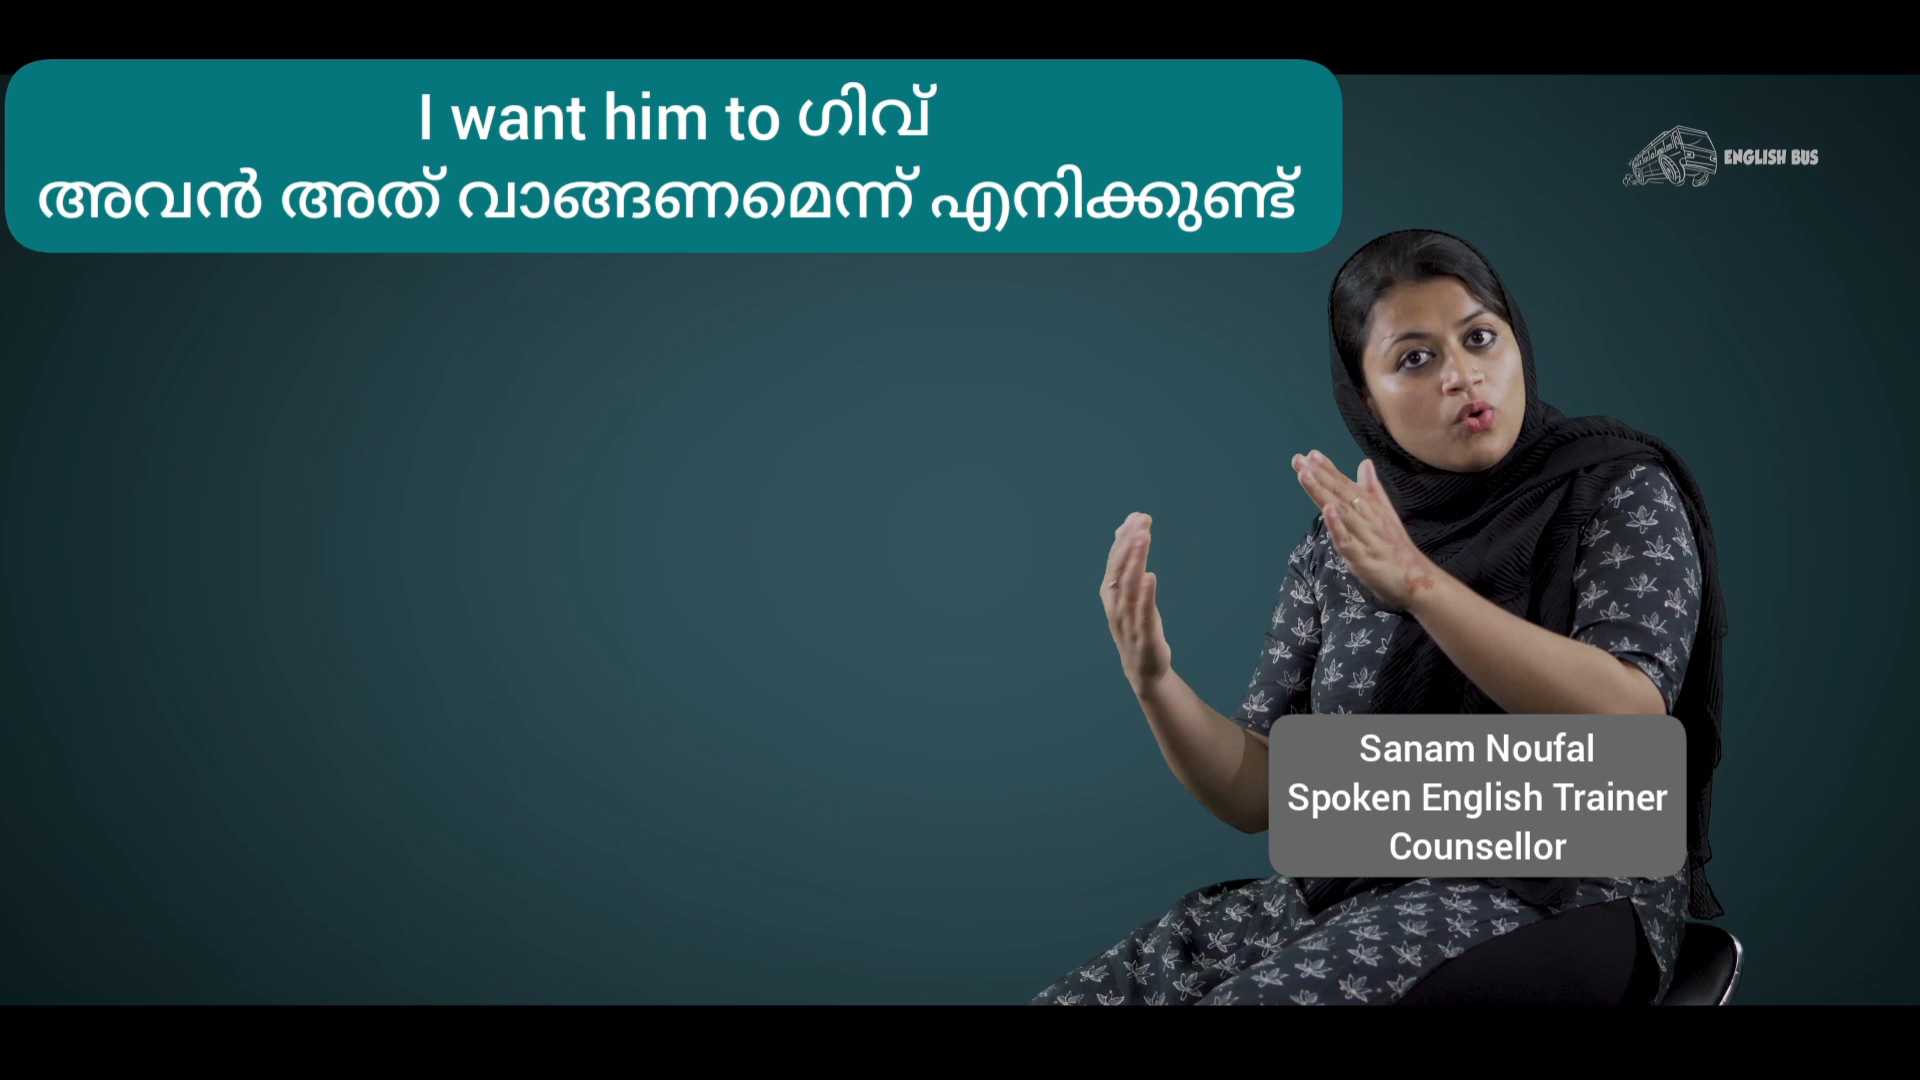 I want him to ഗിവ്
അവൻ അത് വാങ്ങണമെന്ന് എനിക്കുണ്ട്
ENGLISH BUS
Sanam Noufal
Spoken English Trainer
Counsellor